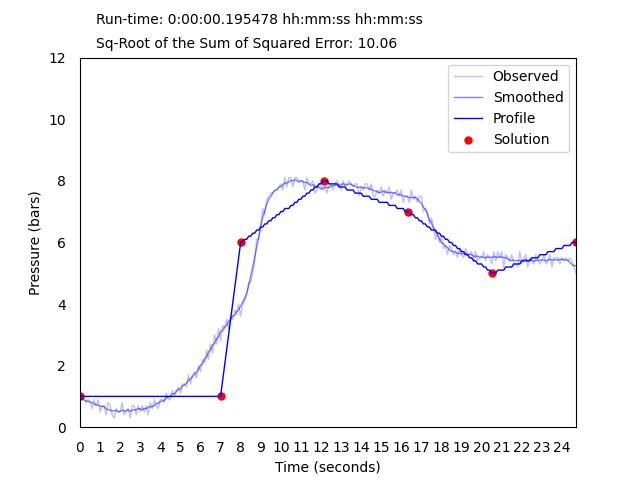 Run-time: 0:00:00.195478 hh:mm:ss hh:mm:ss
Sq-Root of the Sum of Squared Error: 10.06
Observed
Smoothed
Profile
Solution
12
10
8
6
4
2
0
Pressure (bars)
0 1 2 3 4 5 6 7 8 9 10 11 12 13 14 15 16 17 18 19 20 21 22 23 24
Time (seconds)